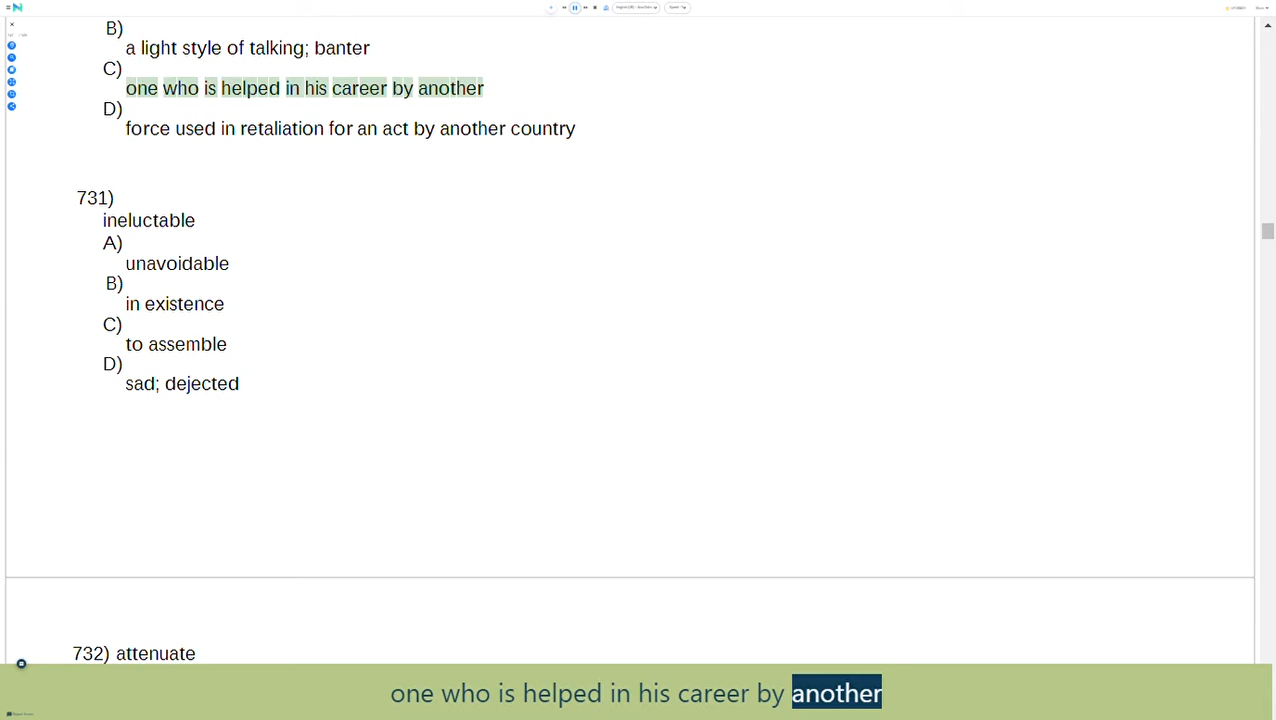 B)
a light style of talking; banter
C)
one who is helped in his career by another
D)
force used in retaliation for an act by another country
731)
ineluctable
A)
unavoidable
B)
in existence
C)
to assemble
D)
sad; dejected
732) attenuate
one who is helped in his career by another